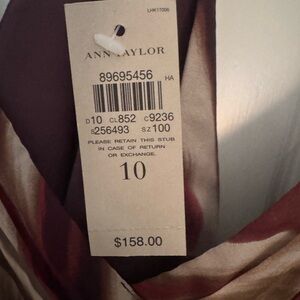 LHK17006
ANN TAYLOR
89695456 HA
D10 CL852 C9236
S256493 SZ100
PLEASE RETAIN THIS STUB
IN CASE OF RETURN
OR EXCHANGE.
10
$158.00